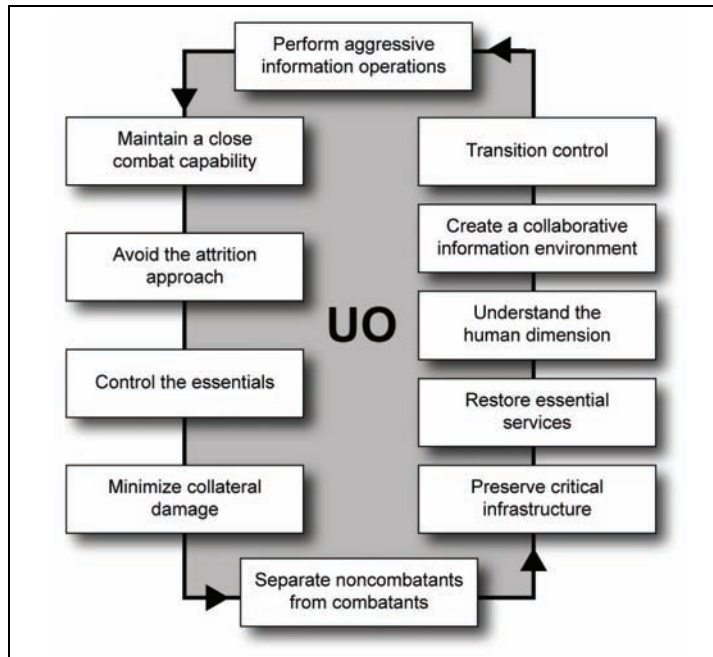 Perform aggressive
information operations
Maintain a close
combat capability
Avoid the attrition
approach
Control the essentials
Minimize collateral
damage
Separate noncombatants
from combatants
Preserve critical
infrastructure
Restore essential
services
Understand the
human dimension
Create a collaborative
information environment
Transition control
UO